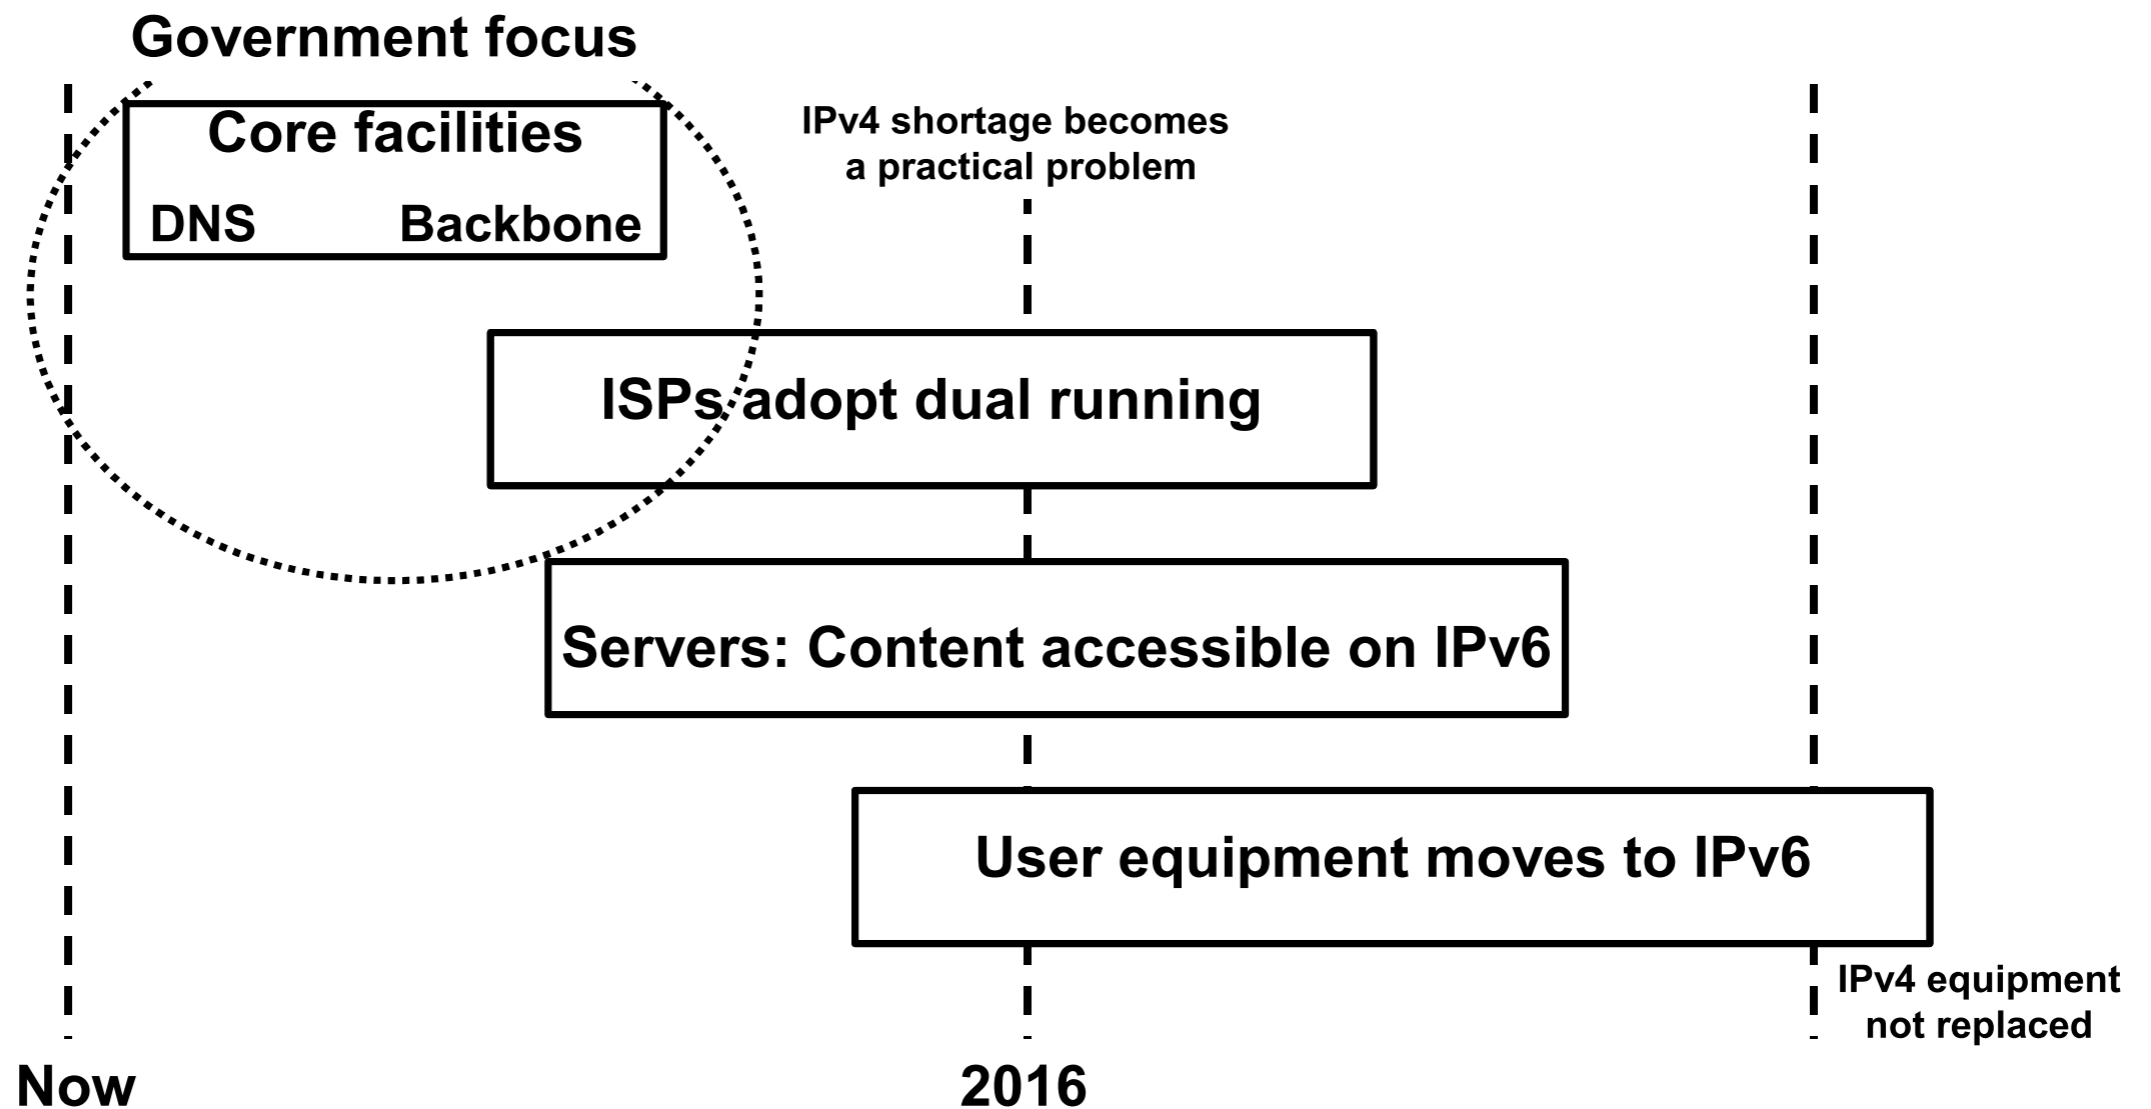 Government focus
Core facilities
DNS Backbone
IPv4 shortage becomes
a practical problem
ISPs adopt dual running
Servers: Content accessible on IPv6
User equipment moves to IPv6
IPv4 equipment
not replaced
Now 2016